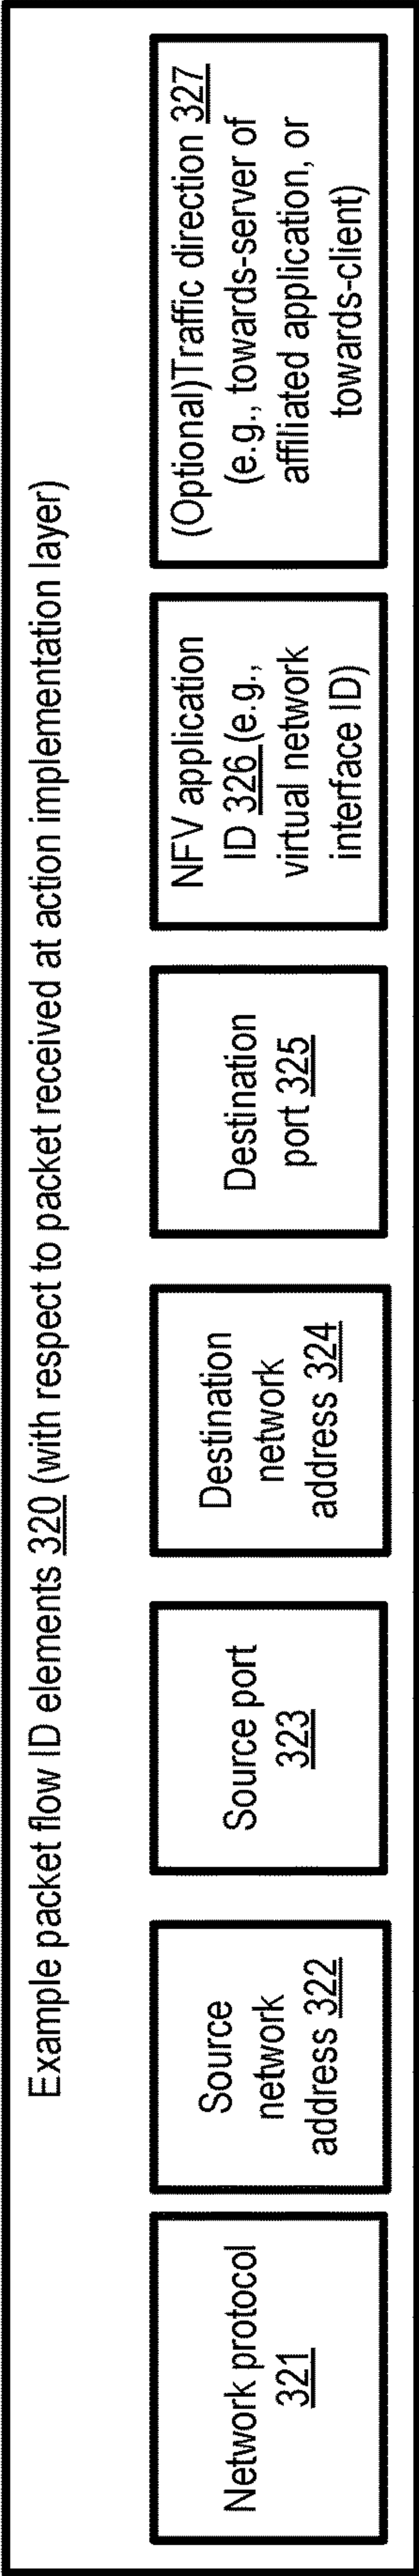 Example packet flow ID elements 320 (with respect to packet received at action implementation layer)
Network protocol
321
Source
network
address 322
Source port
323
Destination
network
address 324
Destination
port 325
NFV application
ID 326 (e.g.,
virtual network
interface ID)
(Optional)Traffic direction 327
(e.g., towards-server of
affiliated application, or
towards-client)